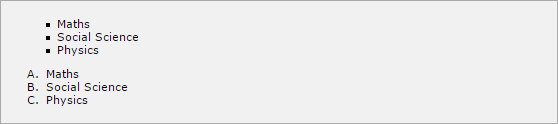 ▪ Maths
▪ Social Science
▪ Physics
A. Maths
B. Social Science
C. Physics